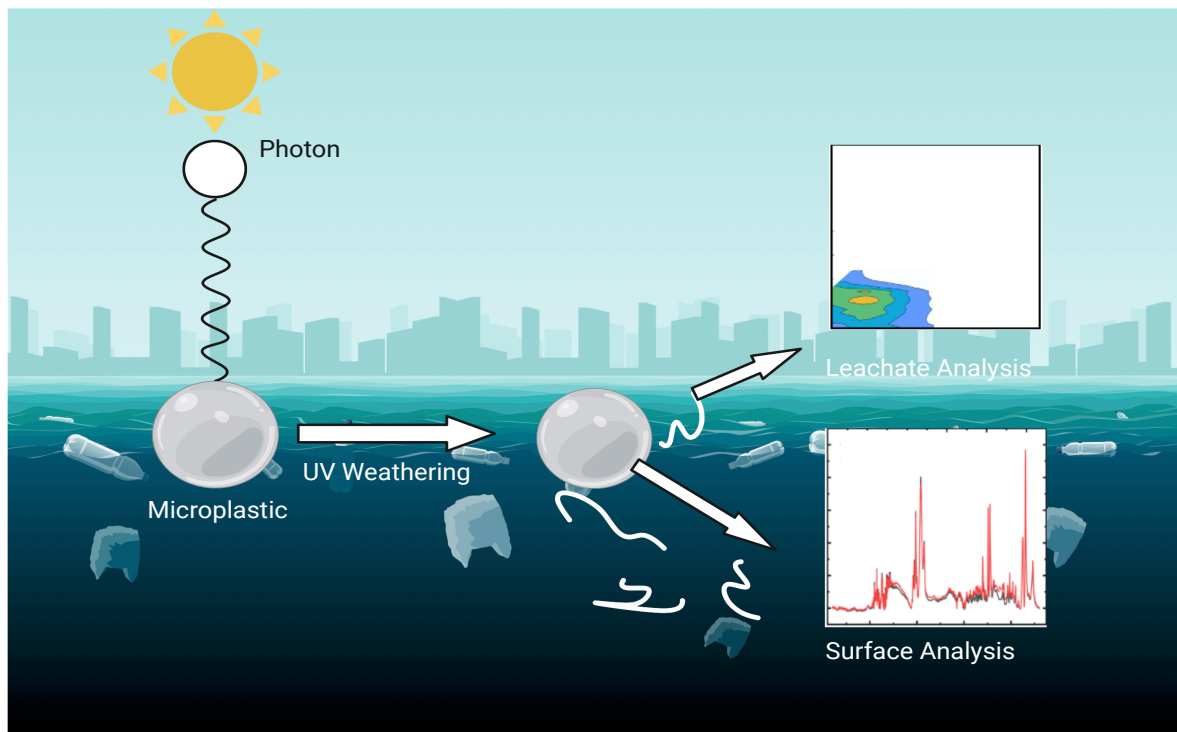 Photon
Leachate Analysis
UV Weathering
Microplastic
Surface Analysis